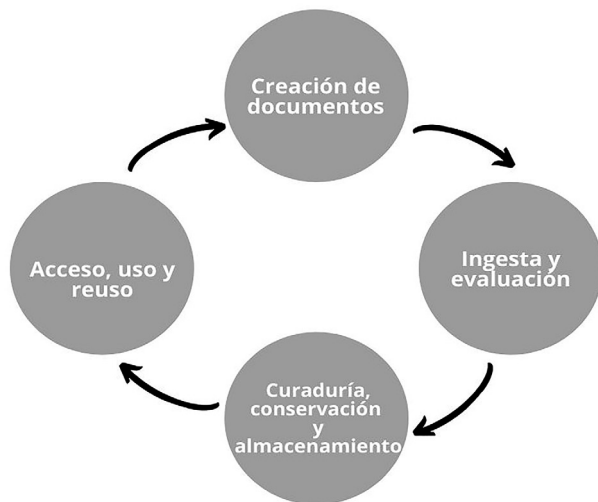 Creación de
documentos
Ingesta y
evaluación
Curaduría,
conservación
y
almacenamiento
Acceso, uso y
reuso